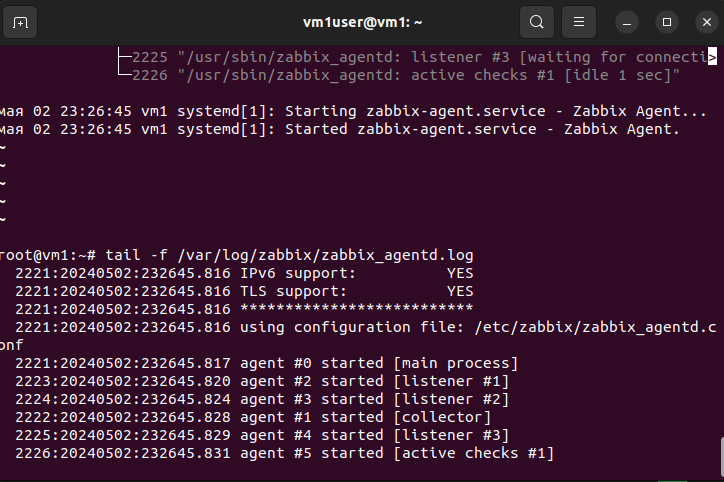 vm1user@vm1: ~
├─2225 "/usr/sbin/zabbix_agentd: listener #3 [waiting for connecti>
└─2226 "/usr/sbin/zabbix_agentd: active checks #1 [idle 1 sec]"
мая 02 23:26:45 vm1 systemd[1]: Starting zabbix-agent.service - Zabbix Agent...
мая 02 23:26:45 vm1 systemd[1]: Started zabbix-agent.service - Zabbix Agent.
~
~
~
~
~
root@vm1:~# tail -f /var/log/zabbix/zabbix_agentd.log
2221:20240502:232645.816 IPv6 support:          YES
2221:20240502:232645.816 TLS support:           YES
2221:20240502:232645.816 **************************
2221:20240502:232645.816 using configuration file: /etc/zabbix/zabbix_agentd.c
onf
2221:20240502:232645.817 agent #0 started [main process]
2223:20240502:232645.820 agent #2 started [listener #1]
2224:20240502:232645.824 agent #3 started [listener #2]
2222:20240502:232645.828 agent #1 started [collector]
2225:20240502:232645.829 agent #4 started [listener #3]
2226:20240502:232645.831 agent #5 started [active checks #1]